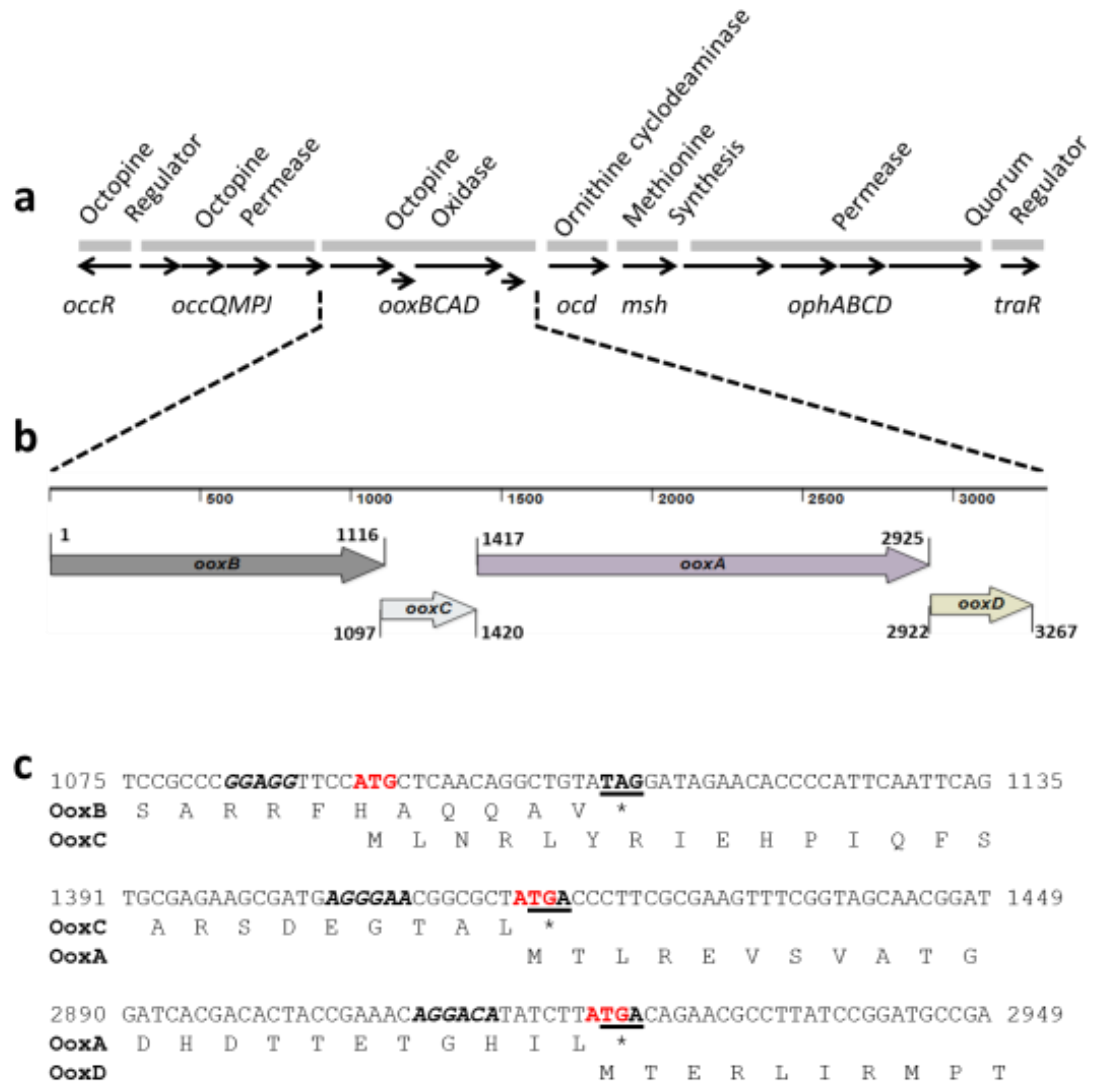 a
Octopine Regulator
Octopine Permease
Octopine Oxidase
Ornithine cyclodeaminase
Methionine Synthesis
Permease
Quorum Regulator
occR occQMPJ ooxBCAD ocd msh ophABCD traR
b
500 1000 1500 2000 2500 3000
1 1116 1417 2925
ooxB ooxA
ooxC ooxD
1097 1420 2922 3267
c
1075 TCCGCCCGGAGGTTCCATGCTCAACAGGCTGTATAGGATAGAACACCCCATTCAATTCAG 1135
OoxB S A R R F H A Q Q A V *
OoxC M L N R L Y R I E H P I Q F S
1391 TGCGAGAAGCGATGAGGGAACGGCGCTATGACCCTTCGCGAAGTTTCGGTAGCAACGGAT 1449
OoxC A R S D E G T A L *
OoxA M T L R E V S V A T G
2890 GATCACGACACTACCGAAACAGGACATATCTTATGACAGAACGCCTTATCCGGATGCCGA 2949
OoxA D H D T T E T G H I L *
OoxD M T E R L I R M P T